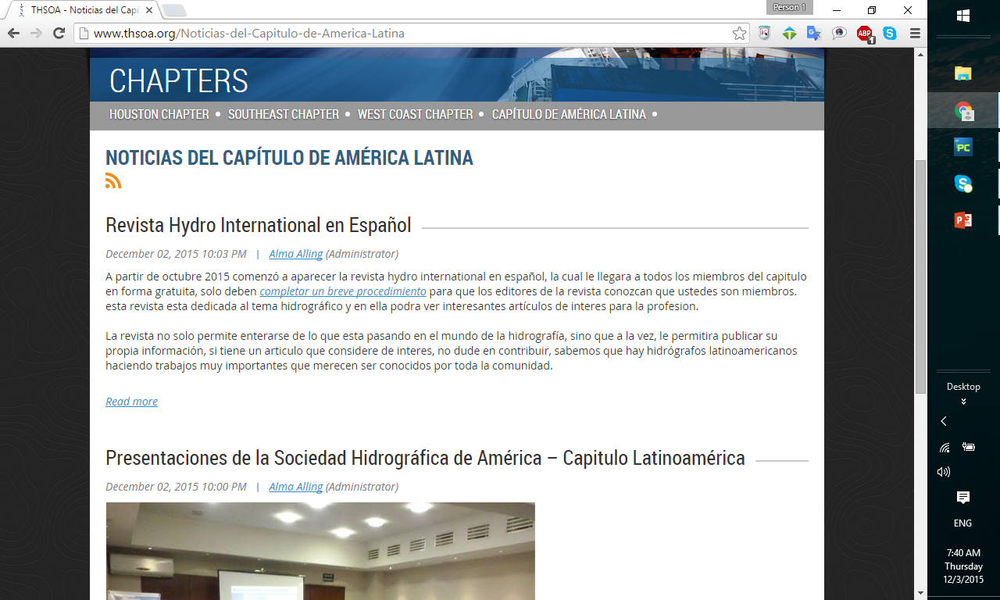 THSOA - Noticias del Capí
Person 1
www.thsoa.org/Noticias-del-Capitulo-de-America-Latina
ABP
1
CHAPTERS
HOUSTON CHAPTER • SOUTHEAST CHAPTER • WEST COAST CHAPTER • CAPÍTULO DE AMÉRICA LATINA •
NOTICIAS DEL CAPÍTULO DE AMÉRICA LATINA
Revista Hydro International en Español
December 02, 2015 10:03 PM | Alma Alling (Administrator)
A partir de octubre 2015 comenzó a aparecer la revista hydro international en español, la cual le llegara a todos los miembros del capitulo
en forma gratuita, solo deben completar un breve procedimiento para que los editores de la revista conozcan que ustedes son miembros.
esta revista esta dedicada al tema hidrográfico y en ella podra ver interesantes artículos de interes para la profesion.
La revista no solo permite enterarse de lo que esta pasando en el mundo de la hidrografía, sino que a la vez, le permitira publicar su
propia información, si tiene un articulo que considere de interes, no dude en contribuir, sabemos que hay hidrógrafos latinoamericanos
haciendo trabajos muy importantes que merecen ser conocidos por toda la comunidad.
Read more
Presentaciones de la Sociedad Hidrográfica de América – Capitulo Latinoamérica
December 02, 2015 10:00 PM | Alma Alling (Administrator)
PC
Desktop
ENG
7:40 AM
Thursday
12/3/2015